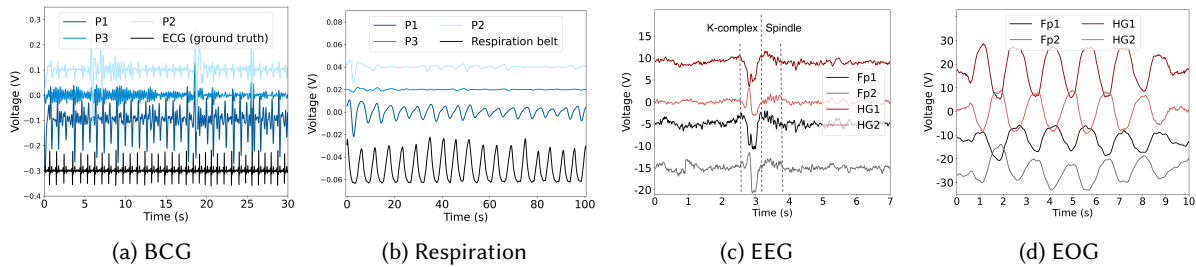 P1
P2
P3
ECG (ground truth)
Voltage (V)
0.3
0.2
0.1
0.0
−0.1
−0.2
−0.3
−0.4
0 5 10 15 20 25 30
Time (s)
(a) BCG
P1
P2
P3
Respiration belt
Voltage (V)
0.06
0.04
0.02
0.00
−0.02
−0.04
−0.06
0 20 40 60 80 100
Time (s)
(b) Respiration
K-complex
Spindle
Fp1
Fp2
HG1
HG2
Voltage (V)
15
10
5
0
-5
-10
-15
-20
0 1 2 3 4 5 6 7
Time (s)
(c) EEG
Fp1
HG1
Fp2
HG2
Voltage (V)
30
20
10
0
-10
-20
-30
0 1 2 3 4 5 6 7 8 9 10
Time (s)
(d) EOG